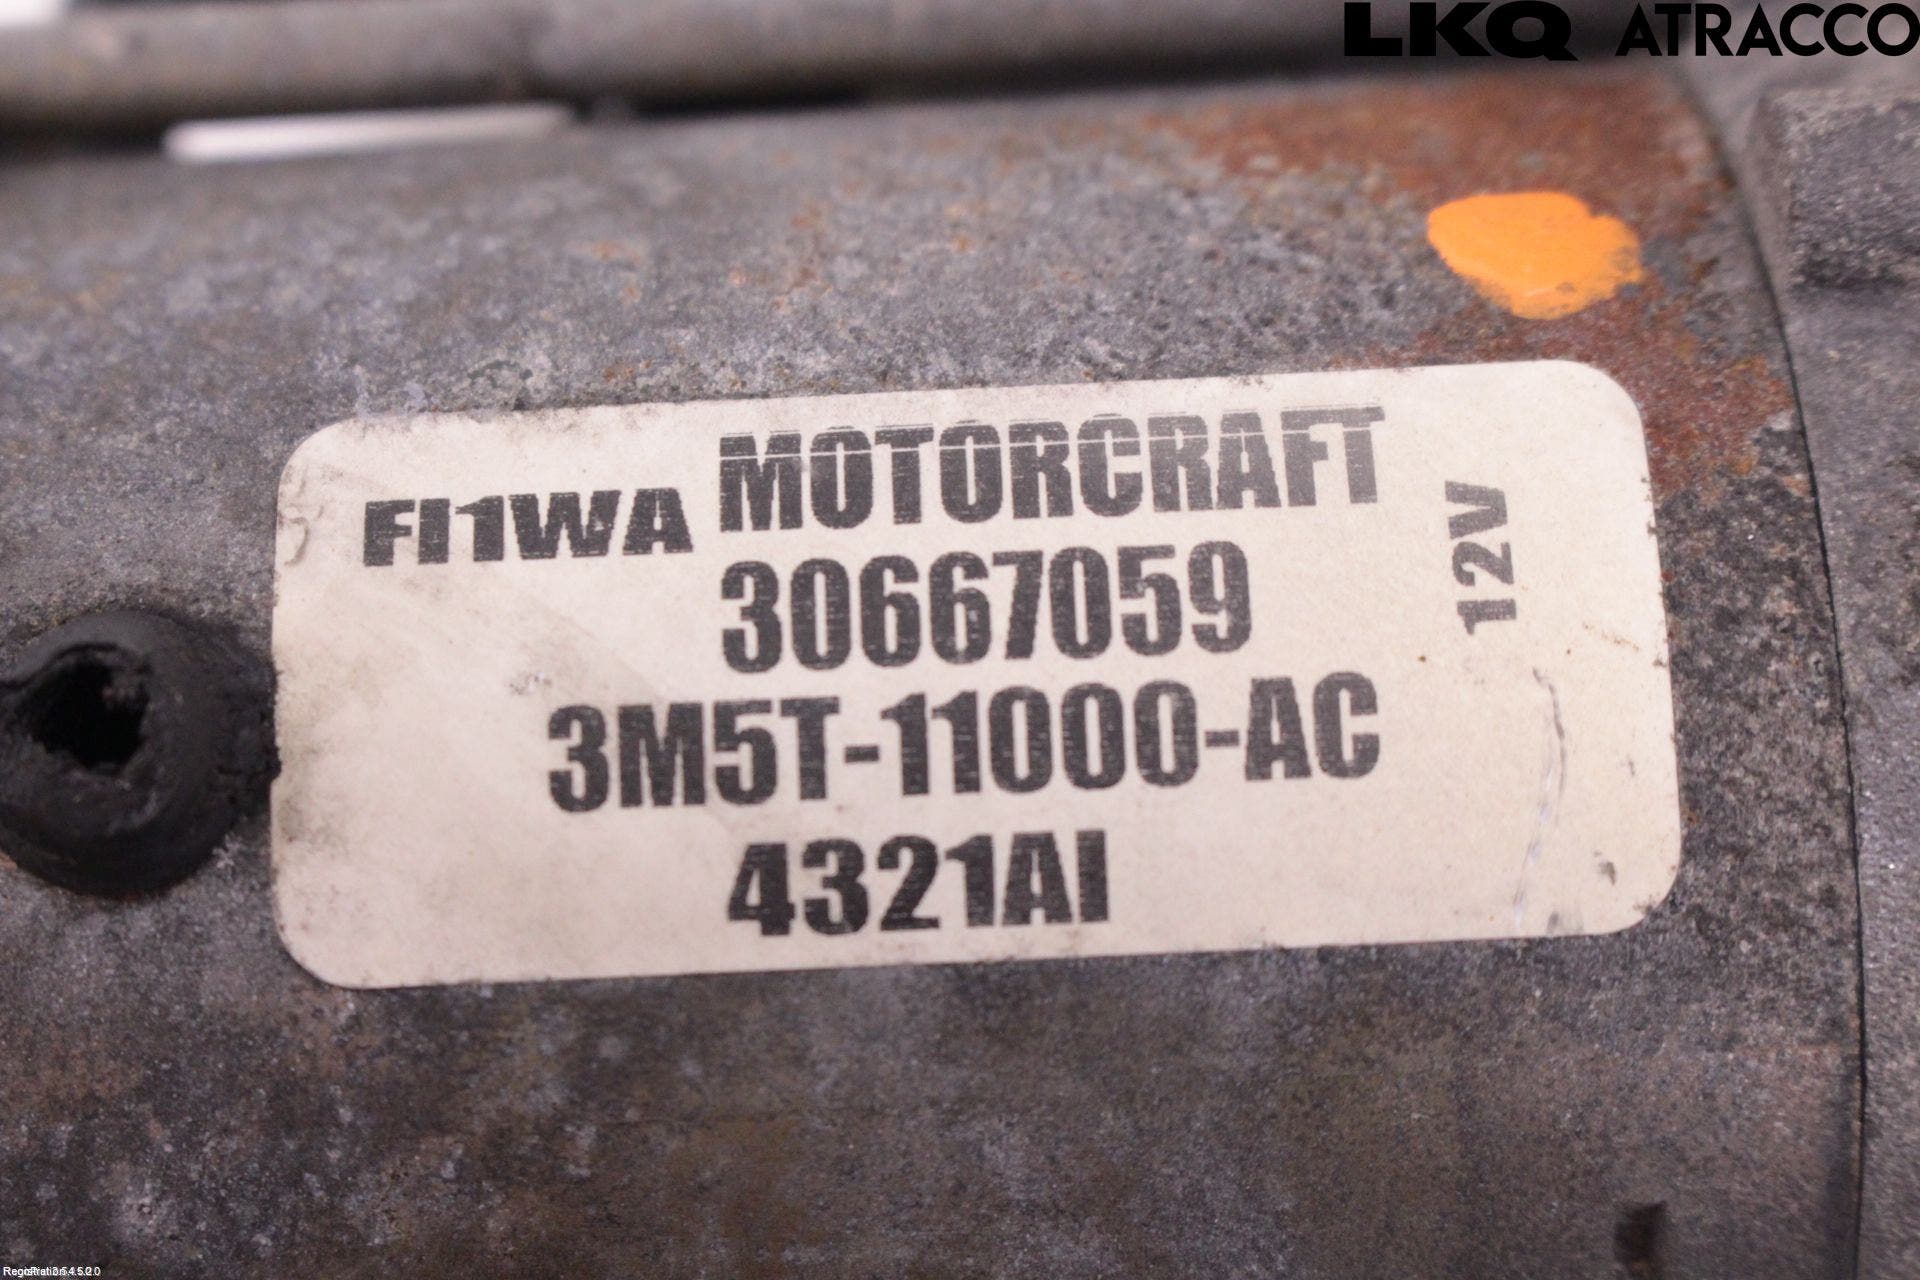 LKQ ATRACCO
FI1WA MOTORCRAFT
12V
30667059
3M5T-11000-AC
4321AI